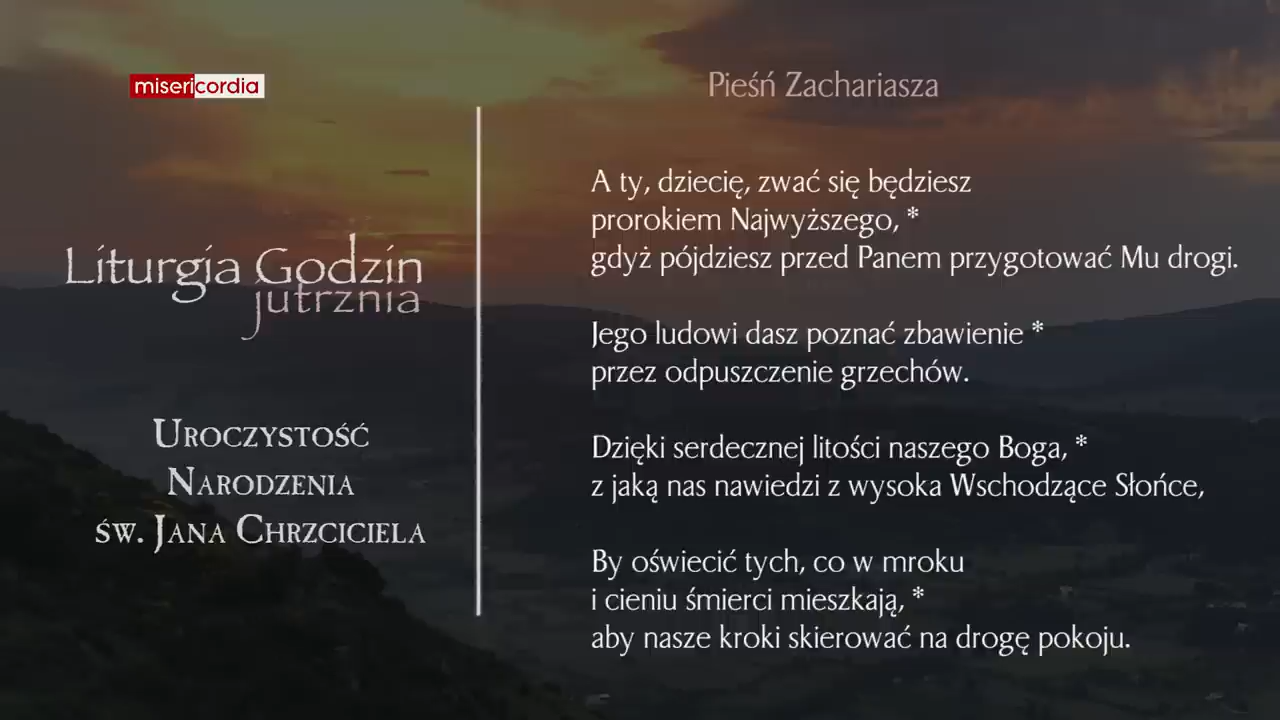 misericordia
Pieśń Zachariasza
Liturgia Godzin
jutrznia
Uroczystość
Narodzenia
św. Jana Chrzciciela
A ty, dziecię, zwać się będziesz
prorokiem Najwyższego, *
gdyż pójdziesz przed Panem przygotować Mu drogi.
Jego ludowi dasz poznać zbawienie *
przez odpuszczenie grzechów.
Dzięki serdecznej litości naszego Boga, *
z jaką nas nawiedzi z wysoka Wschodzące Słońce,
By oświecić tych, co w mroku
i cieniu śmierci mieszkają, *
aby nasze kroki skierować na drogę pokoju.